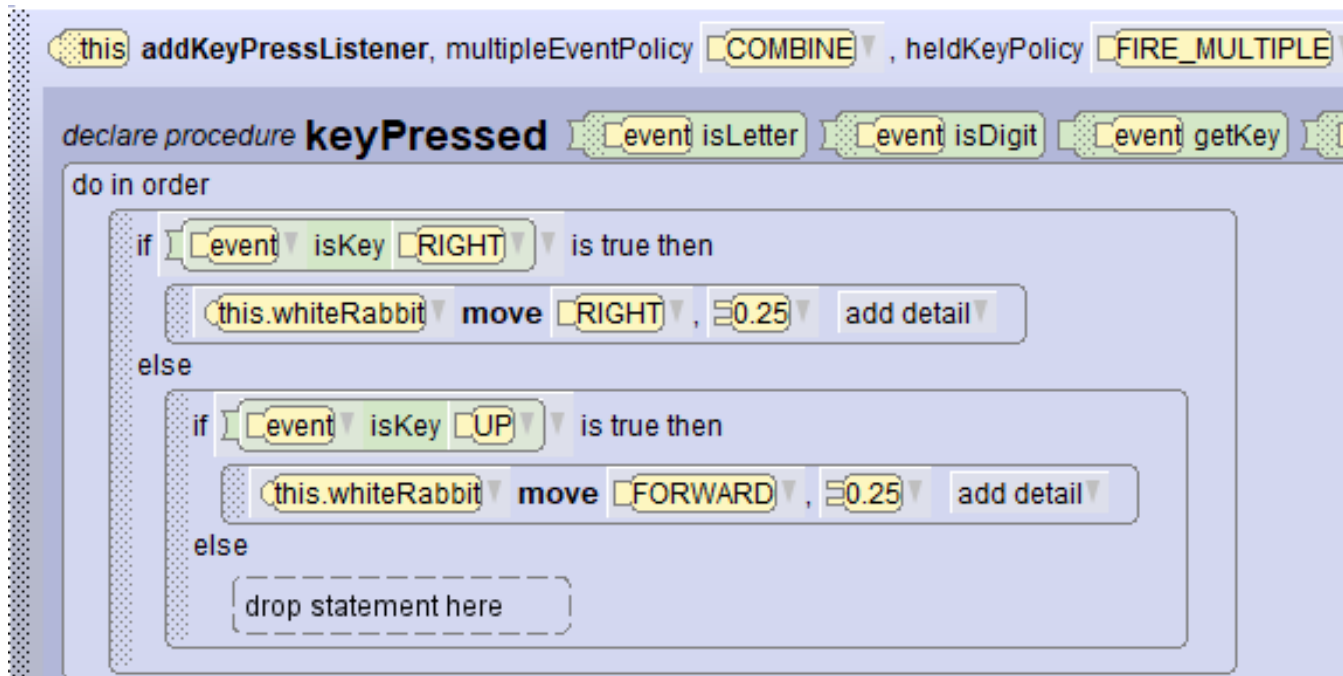 this addKeyPressListener, multipleEventPolicy COMBINE , heldKeyPolicy FIRE_MULTIPLE
declare procedure keyPressed event isLetter event isDigit event getKey
do in order
if event isKey RIGHT is true then
this.whiteRabbit move RIGHT , 0.25 add detail
else
if event isKey UP is true then
this.whiteRabbit move FORWARD , 0.25 add detail
else
drop statement here